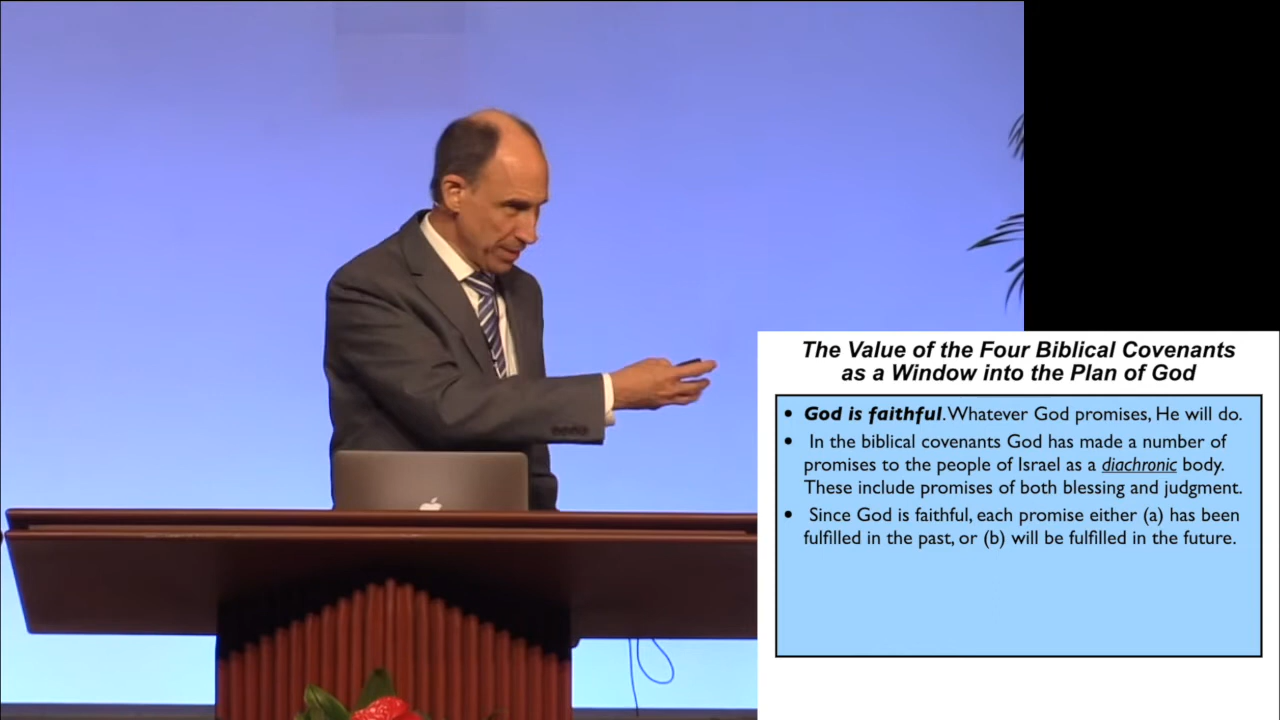 The Value of the Four Biblical Covenants
as a Window into the Plan of God
• God is faithful. Whatever God promises, He will do.
• In the biblical covenants God has made a number of
promises to the people of Israel as a diachronic body.
These include promises of both blessing and judgment.
• Since God is faithful, each promise either (a) has been
fulfilled in the past, or (b) will be fulfilled in the future.